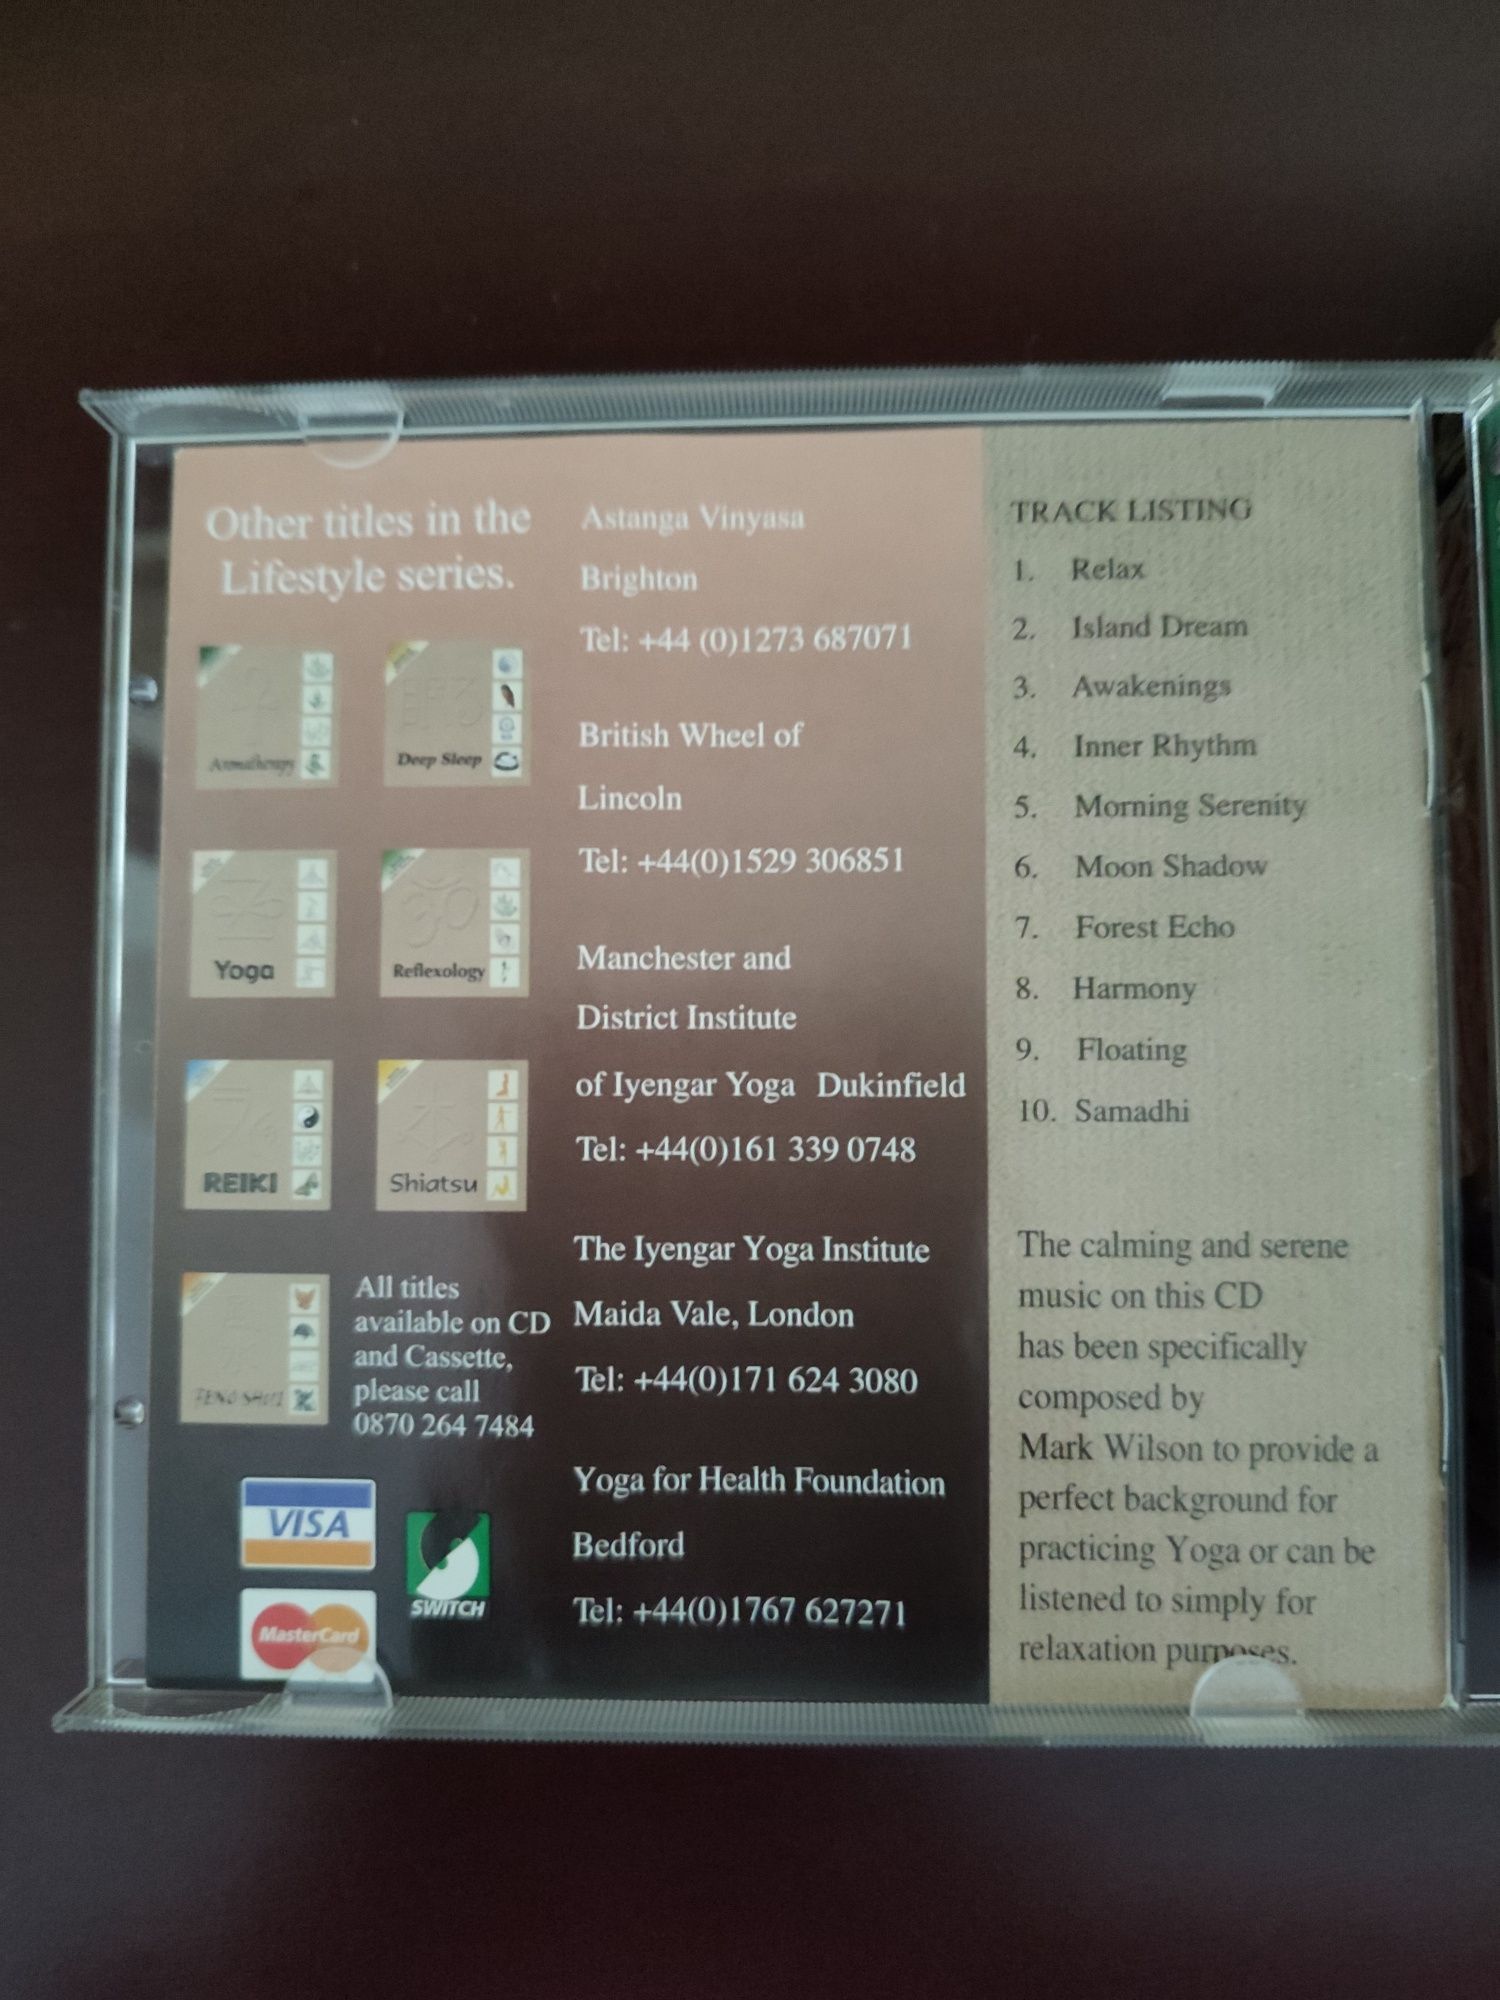 Other titles in the
Lifestyle series.
Aromatherapy
Deep Sleep
Yoga
Reflexology
REIKI
Shiatsu
FENG SHUI
All titles
available on CD
and Cassette,
please call
0870 264 7484
VISA
MasterCard
SWITCH
Astanga Vinyasa
Brighton
Tel: +44 (0)1273 687071
British Wheel of
Lincoln
Tel: +44(0)1529 306851
Manchester and
District Institute
of Iyengar Yoga Dukinfield
Tel: +44(0)161 339 0748
The Iyengar Yoga Institute
Maida Vale, London
Tel: +44(0)171 624 3080
Yoga for Health Foundation
Bedford
Tel: +44(0)1767 627271
TRACK LISTING
1. Relax
2. Island Dream
3. Awakenings
4. Inner Rhythm
5. Morning Serenity
6. Moon Shadow
7. Forest Echo
8. Harmony
9. Floating
10. Samadhi
The calming and serene
music on this CD
has been specifically
composed by
Mark Wilson to provide a
perfect background for
practicing Yoga or can be
listened to simply for
relaxation purposes.